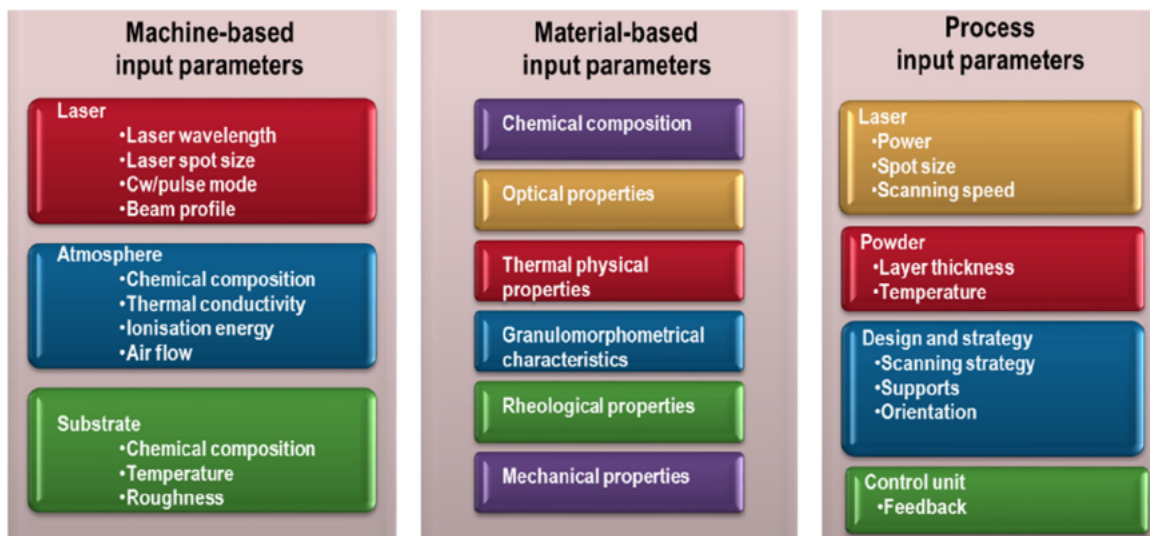 Machine-based
input parameters
Laser
•Laser wavelength
•Laser spot size
•Cw/pulse mode
•Beam profile
Atmosphere
•Chemical composition
•Thermal conductivity
•Ionisation energy
•Air flow
Substrate
•Chemical composition
•Temperature
•Roughness
Material-based
input parameters
Chemical composition
Optical properties
Thermal physical
properties
Granulomorphometrical
characteristics
Rheological properties
Mechanical properties
Process
input parameters
Laser
•Power
•Spot size
•Scanning speed
Powder
•Layer thickness
•Temperature
Design and strategy
•Scanning strategy
•Supports
•Orientation
Control unit
•Feedback